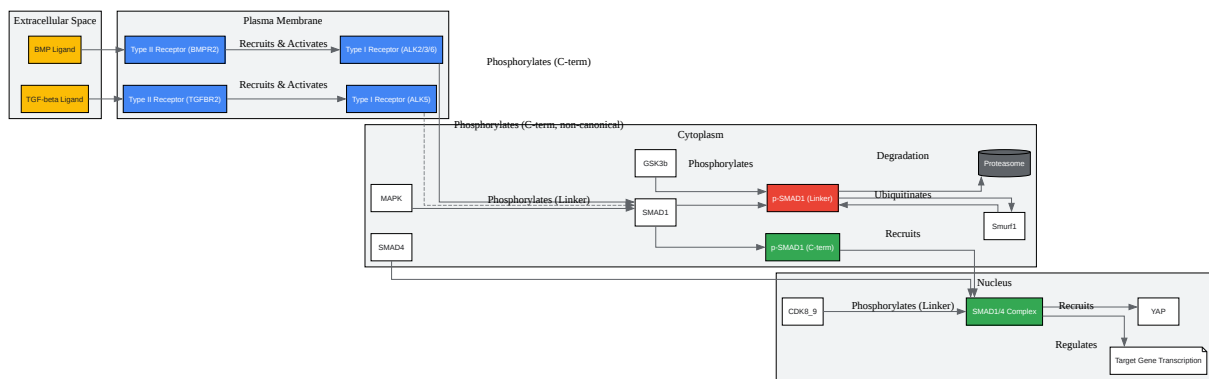 Extracellular Space
Plasma Membrane
BMP Ligand
Type II Receptor (BMPR2)
Recruits & Activates
Type I Receptor (ALK2/3/6)
Phosphorylates (C-term)
TGF-beta Ligand
Type II Receptor (TGFBR2)
Recruits & Activates
Type I Receptor (ALK5)
Phosphorylates (C-term, non-canonical)
Cytoplasm
GSK3b
Phosphorylates
Degradation
Proteasome
MAPK
Phosphorylates (Linker)
SMAD1
p-SMAD1 (Linker)
Ubiquitinates
Smurf1
SMAD4
p-SMAD1 (C-term)
Recruits
Nucleus
CDK8_9
Phosphorylates (Linker)
SMAD1/4 Complex
Recruits
YAP
Regulates
Target Gene Transcription